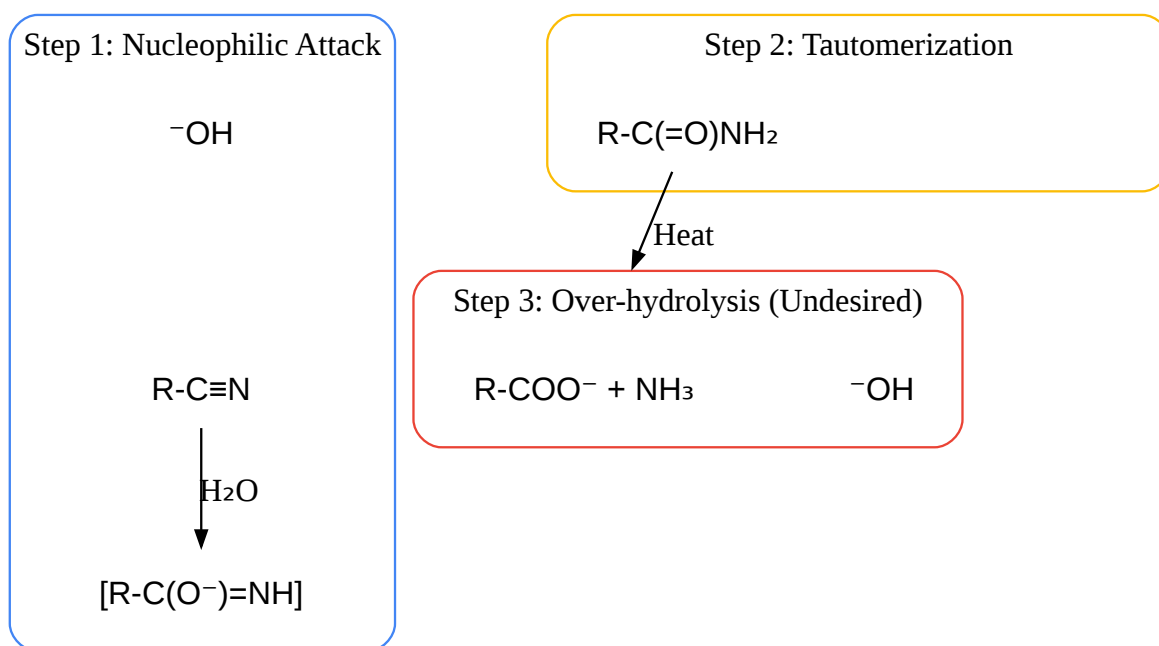 Step 1: Nucleophilic Attack
⁻OH
R-C≡N
H₂O
[R-C(O⁻)=NH]
Step 2: Tautomerization
R-C(=O)NH₂
Heat
Step 3: Over-hydrolysis (Undesired)
R-COO⁻ + NH₃
⁻OH